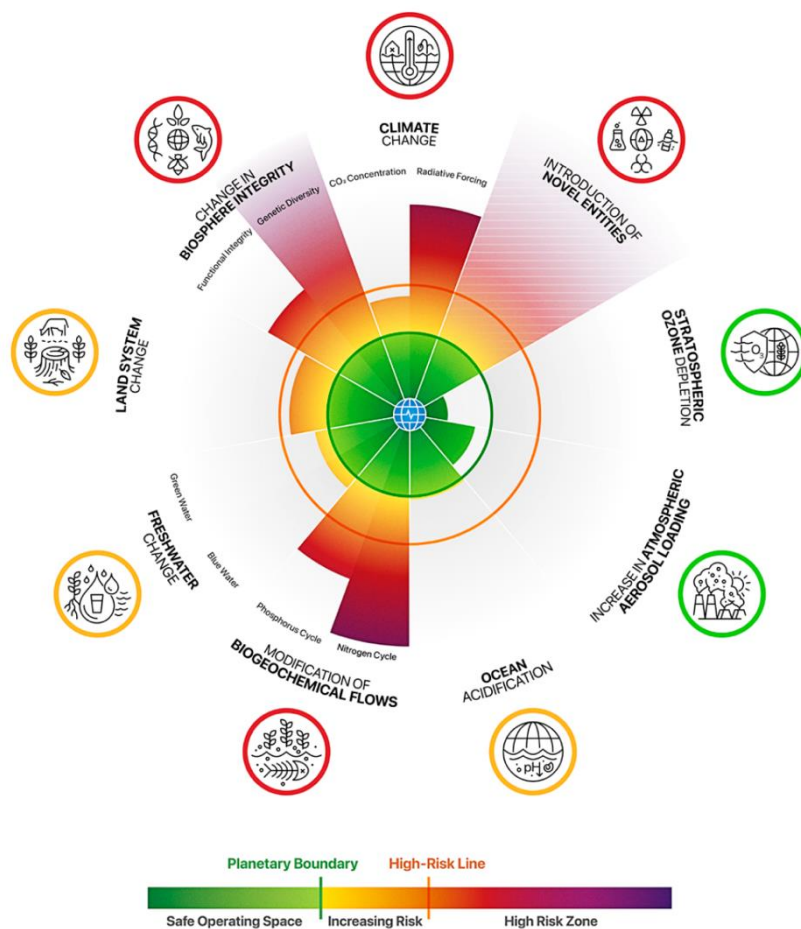 CLIMATE
CHANGE
CO₂ Concentration
Radiative Forcing
INTRODUCTION OF
NOVEL ENTITIES
STRATOSPHERIC
OZONE DEPLETION
O₃
INCREASE IN ATMOSPHERIC
AEROSOL LOADING
OCEAN
ACIDIFICATION
pH
MODIFICATION OF
BIOGEOCHEMICAL FLOWS
Nitrogen Cycle
Phosphorus Cycle
FRESHWATER
CHANGE
Blue Water
Green Water
LAND SYSTEM
CHANGE
CHANGE IN
BIOSPHERE INTEGRITY
Functional Integrity
Genetic Diversity
Planetary Boundary
High-Risk Line
Safe Operating Space
Increasing Risk
High Risk Zone